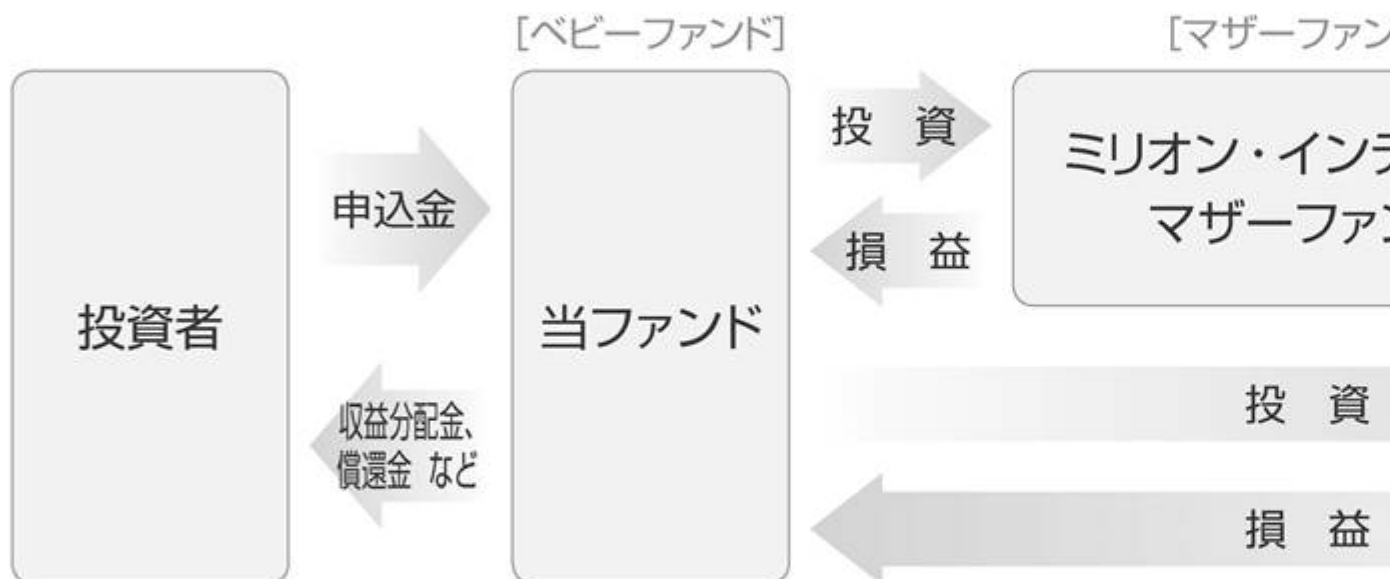 [ベビーファンド]
[マザーファン
投資者
申込金
収益分配金、
償還金 など
当ファンド
投 資
損 益
ミリオン・インデ
マザーファン
投 資
損 益